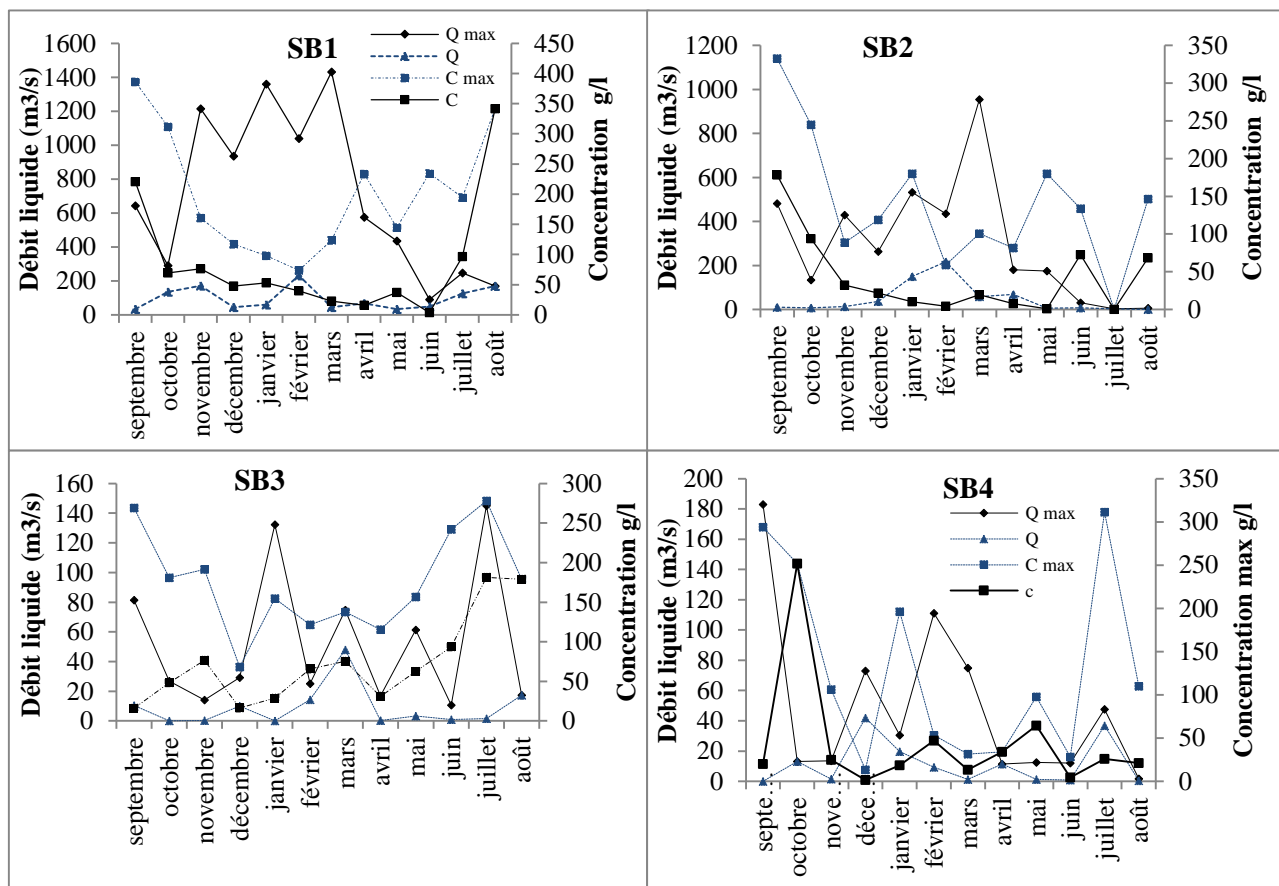 SB1
Débit liquide (m3/s)
1600
1400
1200
1000
800
600
400
200
0
Q max
Q
C max
C
450
400
350
300
250
200
150
100
50
0
Concentration g/l
septembre
octobre
novembre
décembre
janvier
février
mars
avril
mai
juin
juillet
août
SB2
Débit liquide (m3/s)
1200
1000
800
600
400
200
0
350
300
250
200
150
100
50
0
Concentration g/l
septembre
octobre
novembre
décembre
janvier
février
mars
avril
mai
juin
juillet
août
SB3
Débit liquide (m3/s)
160
140
120
100
80
60
40
20
0
300
250
200
150
100
50
0
Concentration g/l
septembre
octobre
novembre
décembre
janvier
février
mars
avril
mai
juin
juillet
août
SB4
Débit liquide (m3/s)
200
180
160
140
120
100
80
60
40
20
0
Q max
Q
C max
c
350
300
250
200
150
100
50
0
Concentration max g/l
septe…
octobre
nove…
déce…
janvier
février
mars
avril
mai
juin
juillet
août